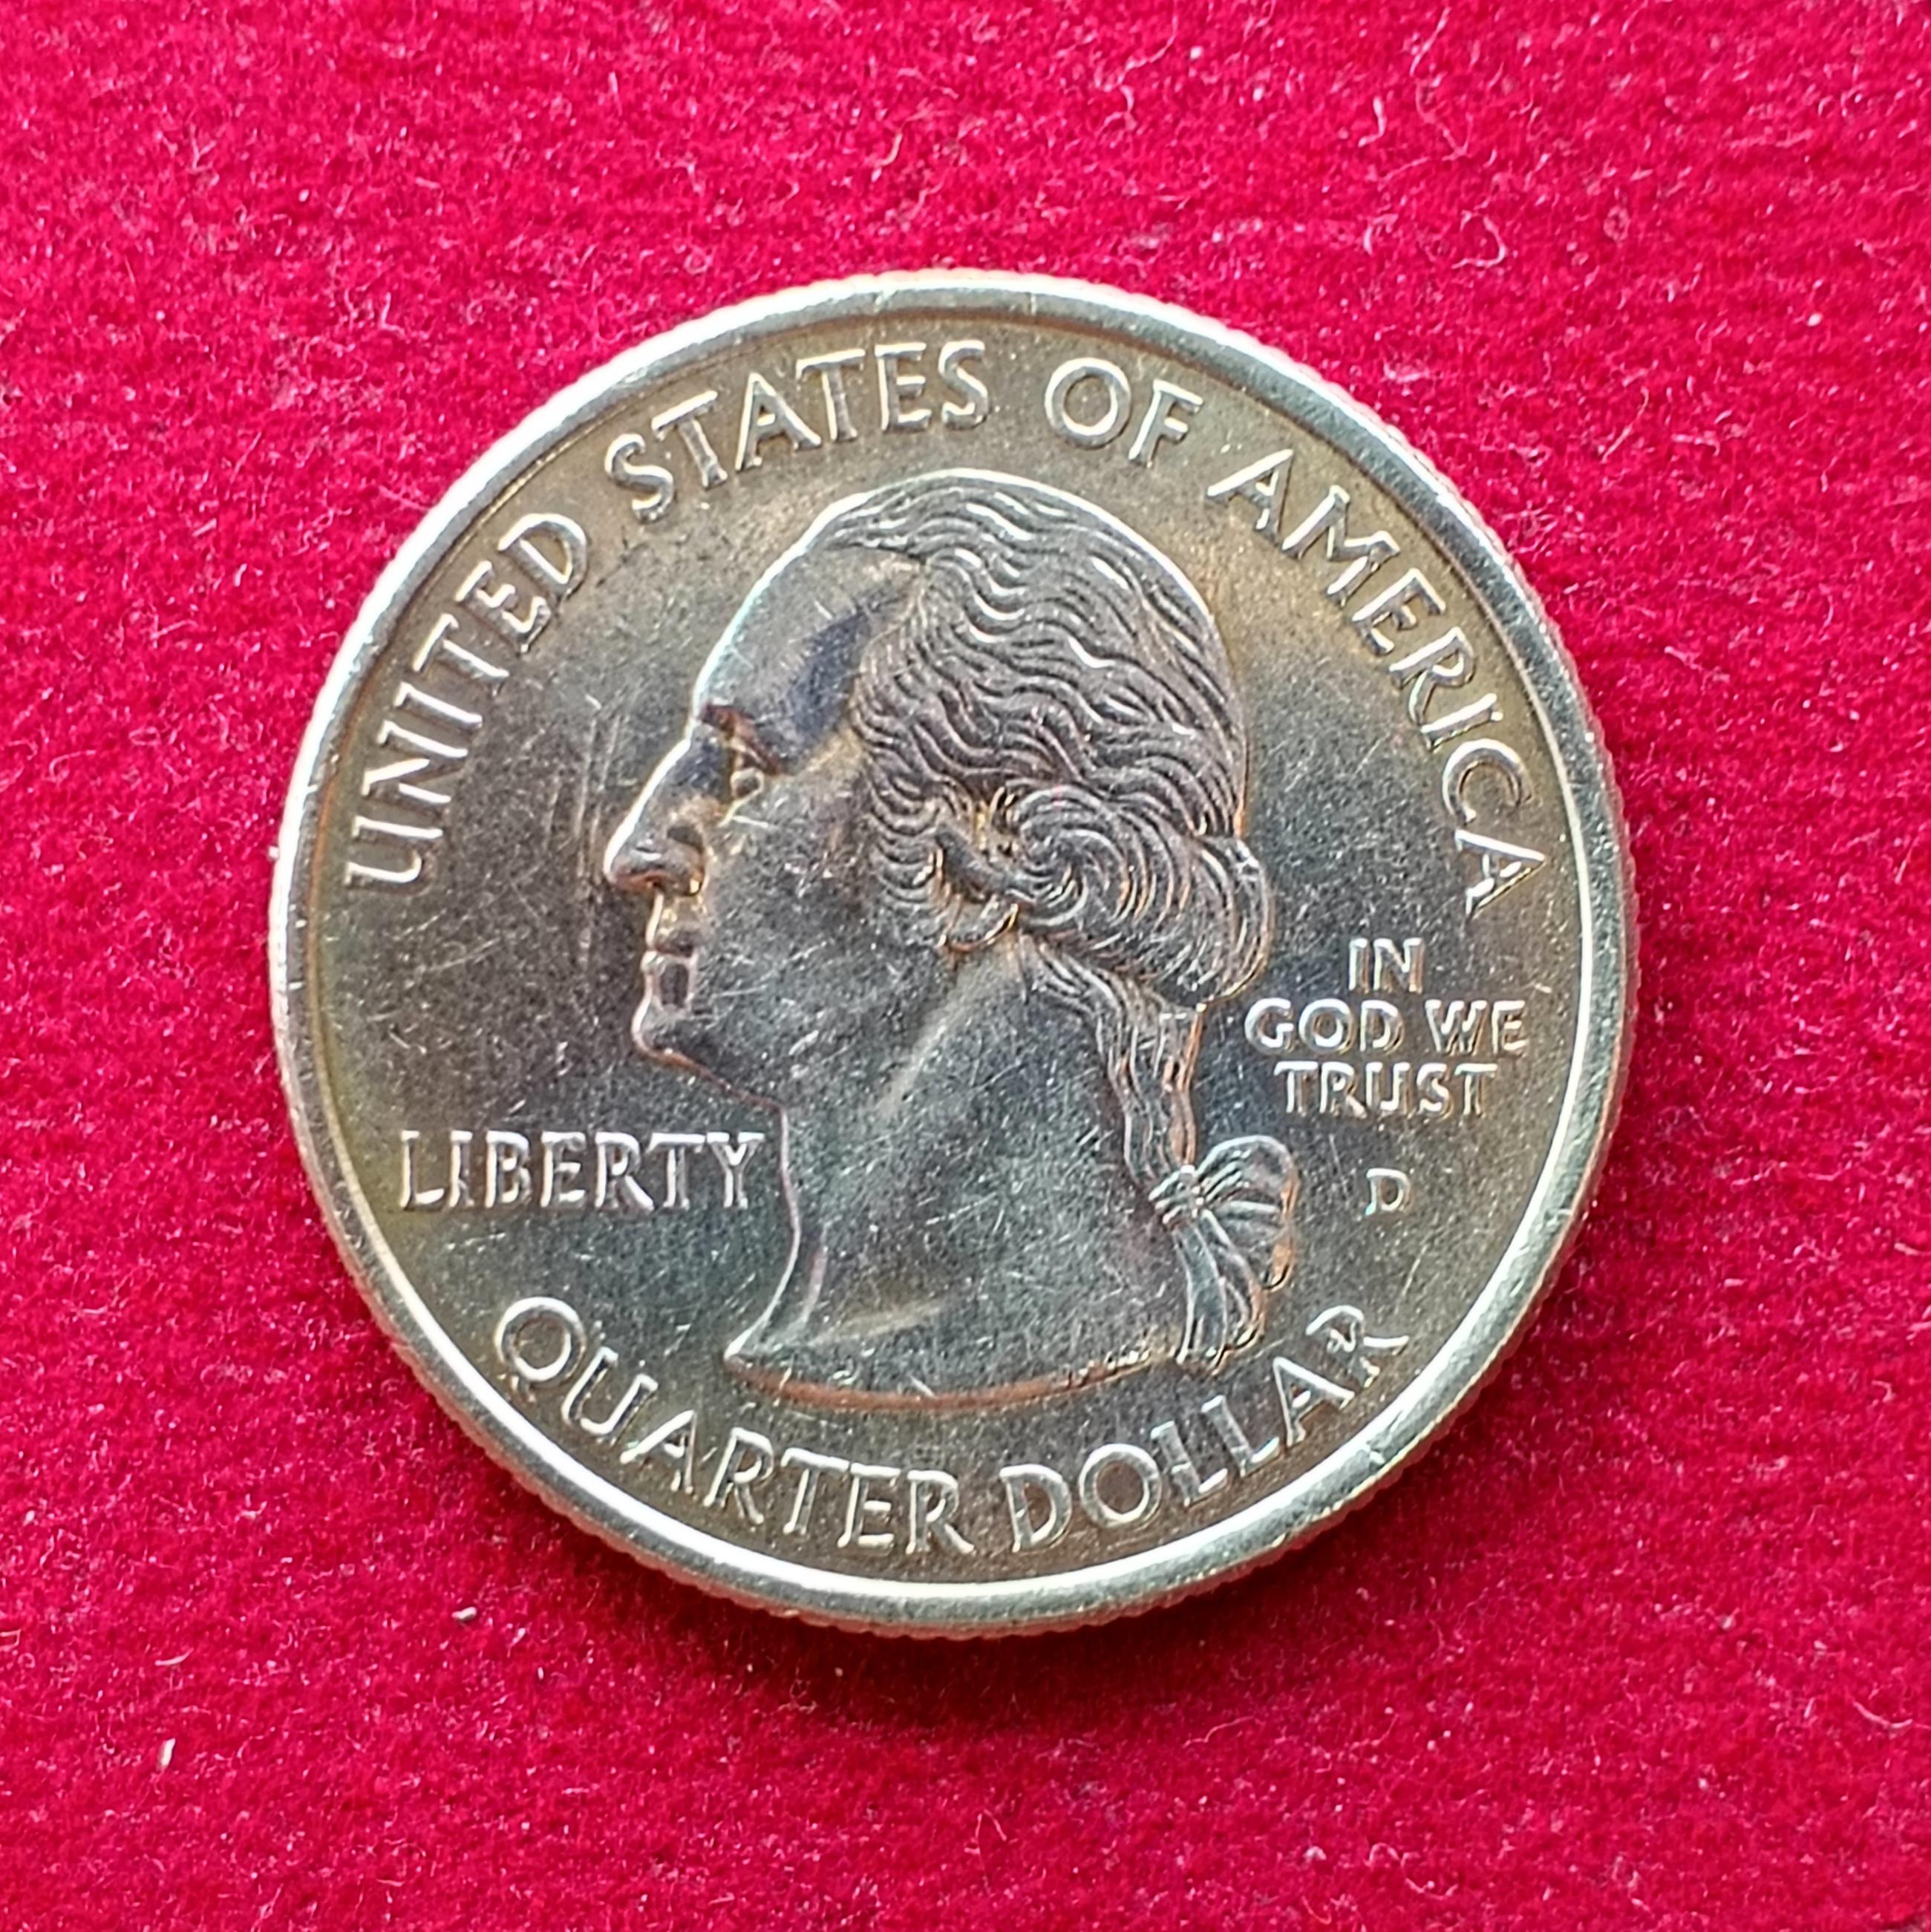 UNITED STATES OF AMERICA
LIBERTY
IN
GOD WE
TRUST
D
QUARTER DOLLAR